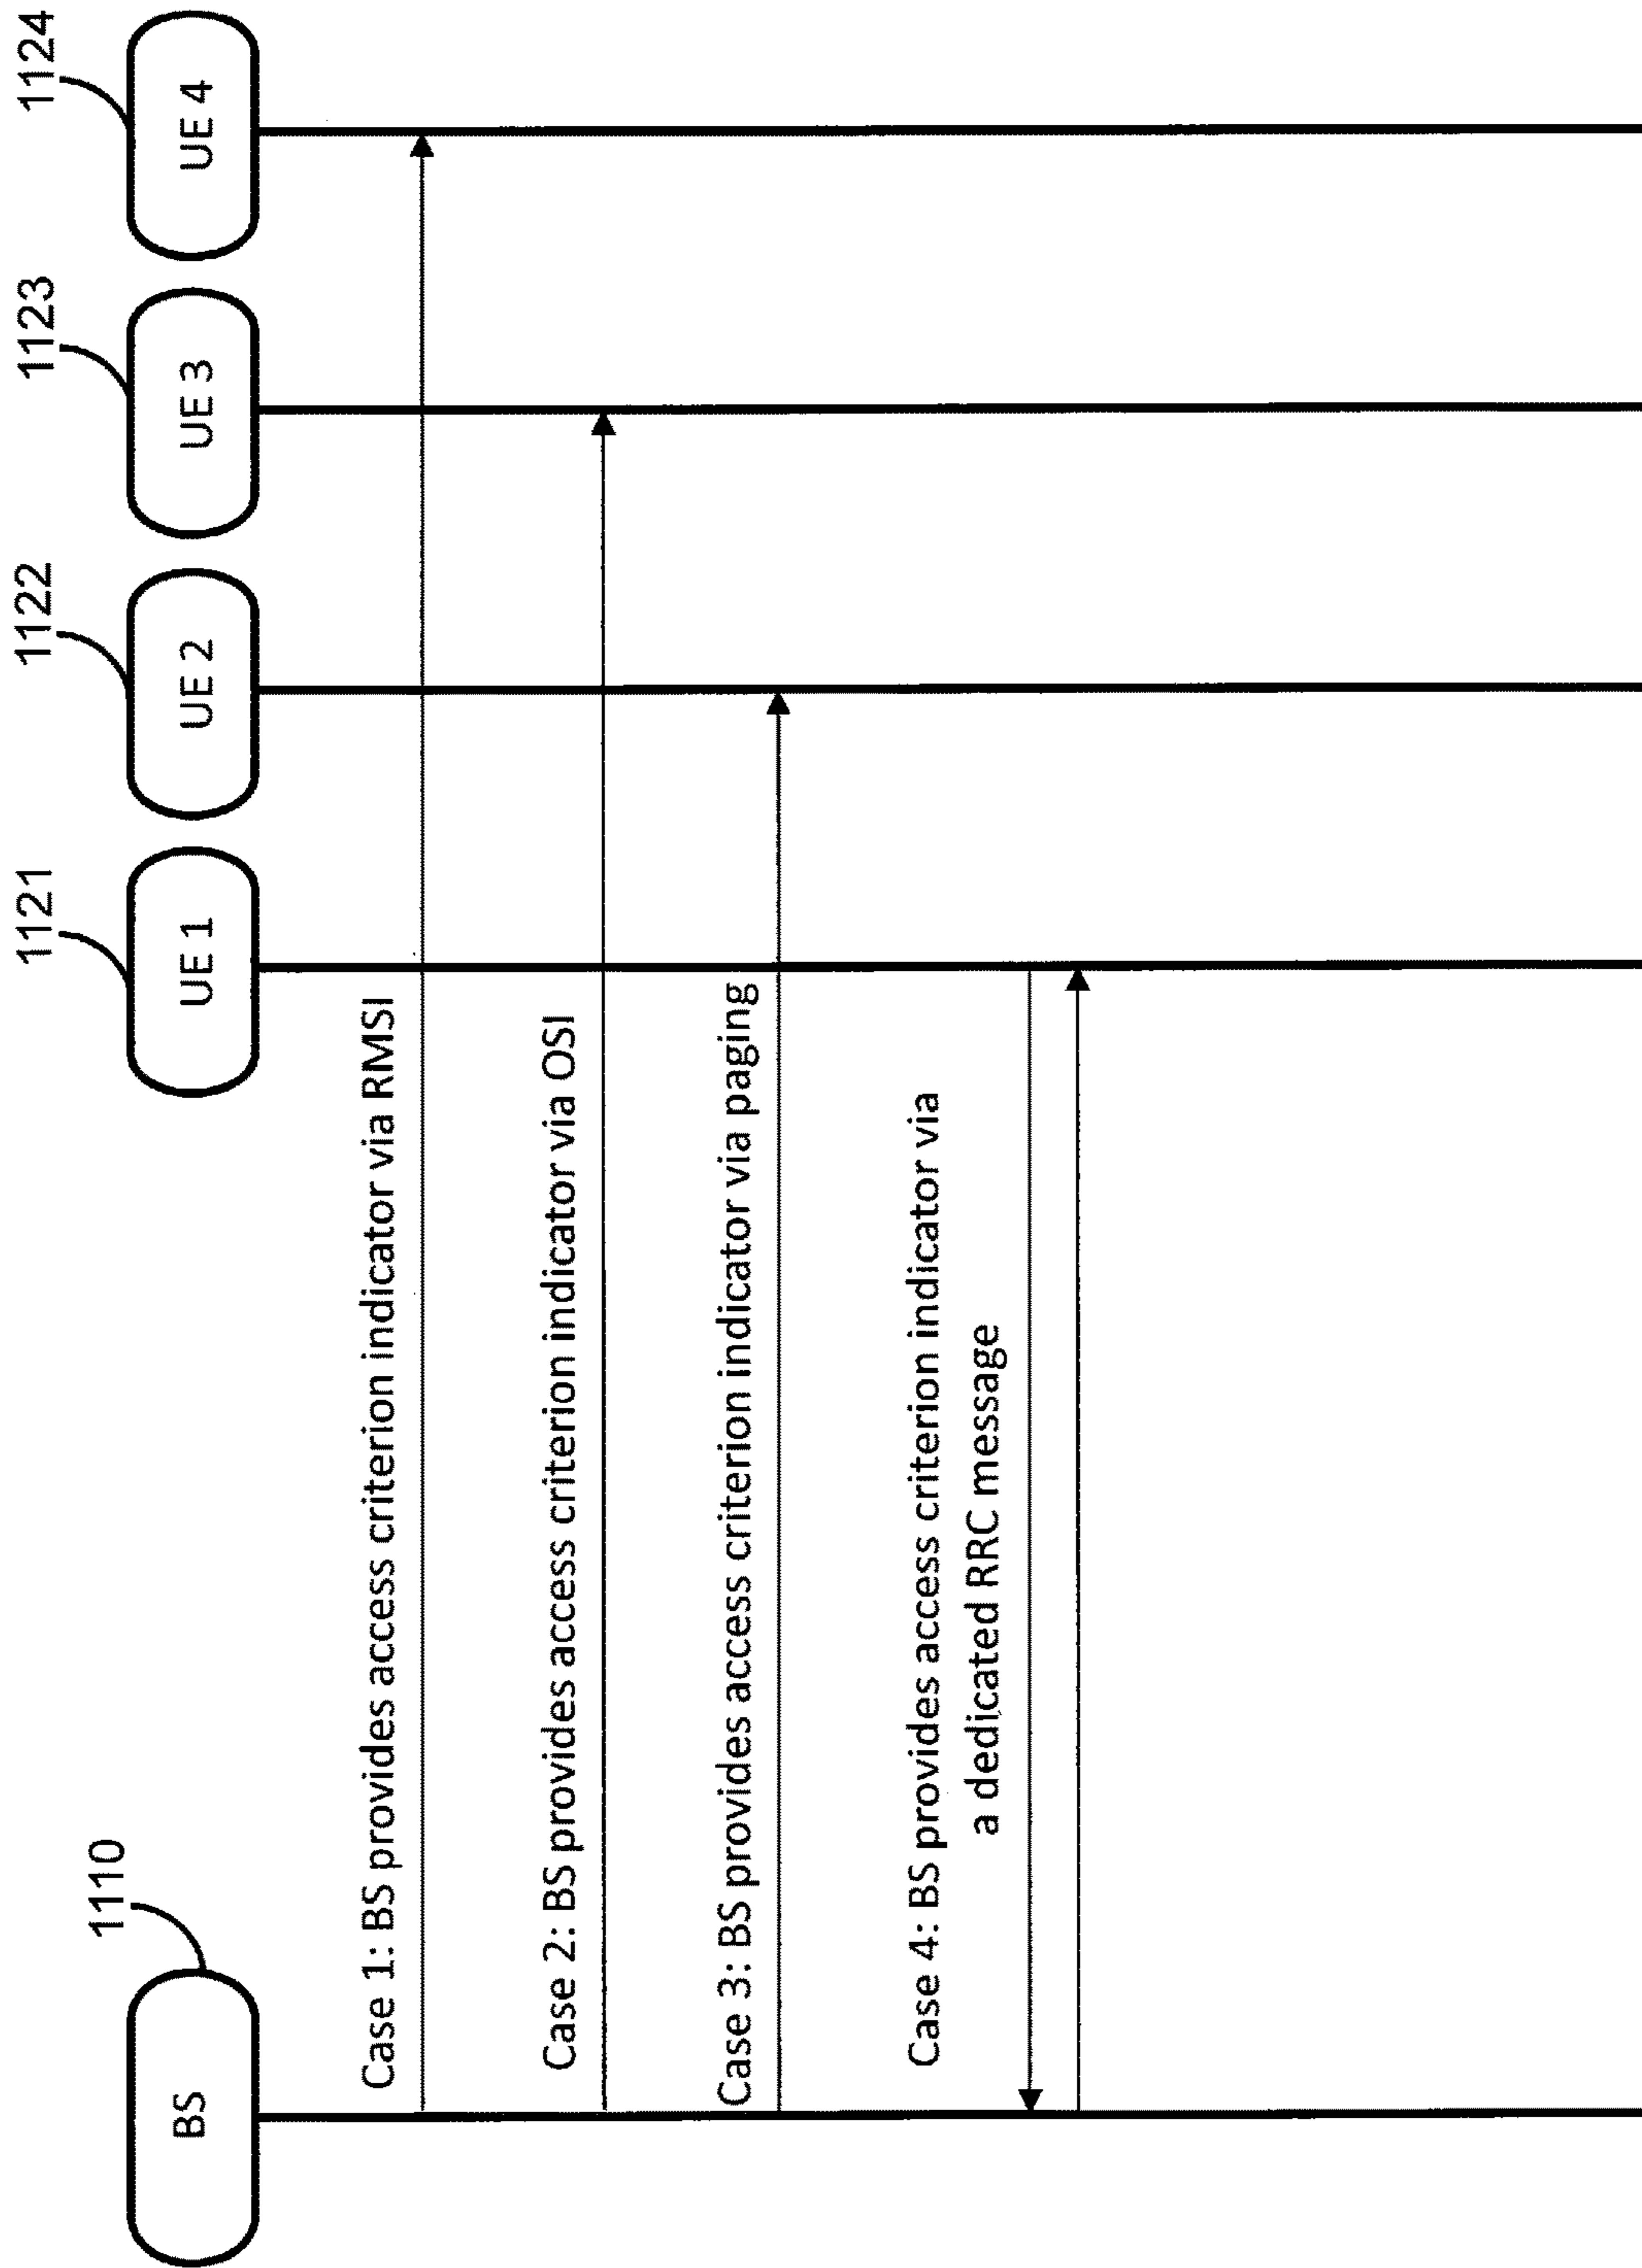 1110
1121
1122
1123
1124
BS
UE 1
UE 2
UE 3
UE 4
Case 1: BS provides access criterion indicator via RMSI
Case 2: BS provides access criterion indicator via OSI
Case 3: BS provides access criterion indicator via paging
Case 4: BS provides access criterion indicator via
a dedicated RRC message